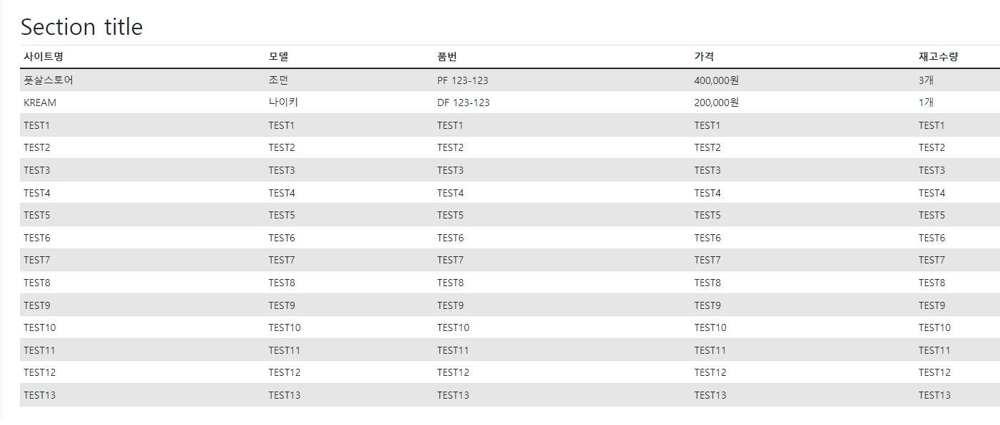 Section title
사이트명 모델 품번 가격 재고수량
풋살스토어 조던 PF 123-123 400,000원 3개
KREAM 나이키 DF 123-123 200,000원 1개
TEST1 TEST1 TEST1 TEST1 TEST1
TEST2 TEST2 TEST2 TEST2 TEST2
TEST3 TEST3 TEST3 TEST3 TEST3
TEST4 TEST4 TEST4 TEST4 TEST4
TEST5 TEST5 TEST5 TEST5 TEST5
TEST6 TEST6 TEST6 TEST6 TEST6
TEST7 TEST7 TEST7 TEST7 TEST7
TEST8 TEST8 TEST8 TEST8 TEST8
TEST9 TEST9 TEST9 TEST9 TEST9
TEST10 TEST10 TEST10 TEST10 TEST10
TEST11 TEST11 TEST11 TEST11 TEST11
TEST12 TEST12 TEST12 TEST12 TEST12
TEST13 TEST13 TEST13 TEST13 TEST13